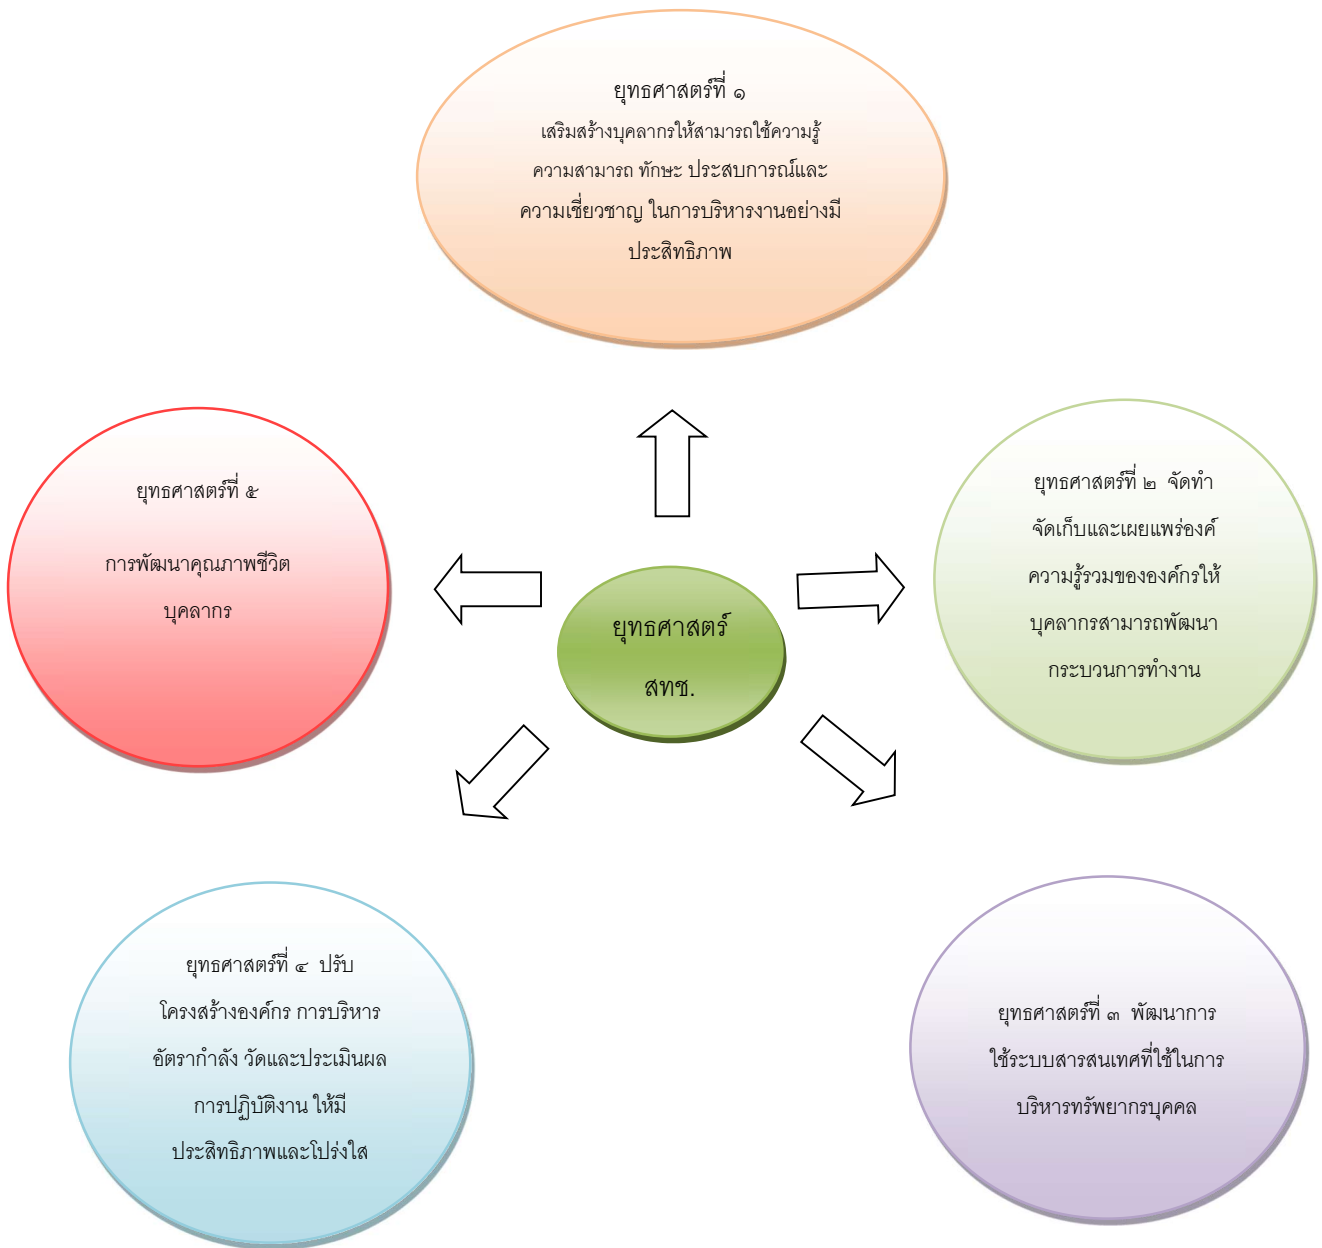 ยุทธศาสตร์ที่ ๑
เสริมสร้างบุคลากรให้สามารถใช้ความรู้
ความสามารถ ทักษะ ประสบการณ์และ
ความเชี่ยวชาญ ในการบริหารงานอย่างมี
ประสิทธิภาพ
ยุทธศาสตร์ที่ ๒ จัดทำ
จัดเก็บและเผยแพร่องค์
ความรู้รวมขององค์กรให้
บุคลากรสามารถพัฒนา
กระบวนการทำงาน
ยุทธศาสตร์ที่ ๕
การพัฒนาคุณภาพชีวิต
บุคลากร
ยุทธศาสตร์
สทช.
ยุทธศาสตร์ที่ ๔ ปรับ
โครงสร้างองค์กร การบริหาร
อัตรากำลัง วัดและประเมินผล
การปฏิบัติงาน ให้มี
ประสิทธิภาพและโปร่งใส
ยุทธศาสตร์ที่ ๓ พัฒนาการ
ใช้ระบบสารสนเทศที่ใช้ในการ
บริหารทรัพยากรบุคคล